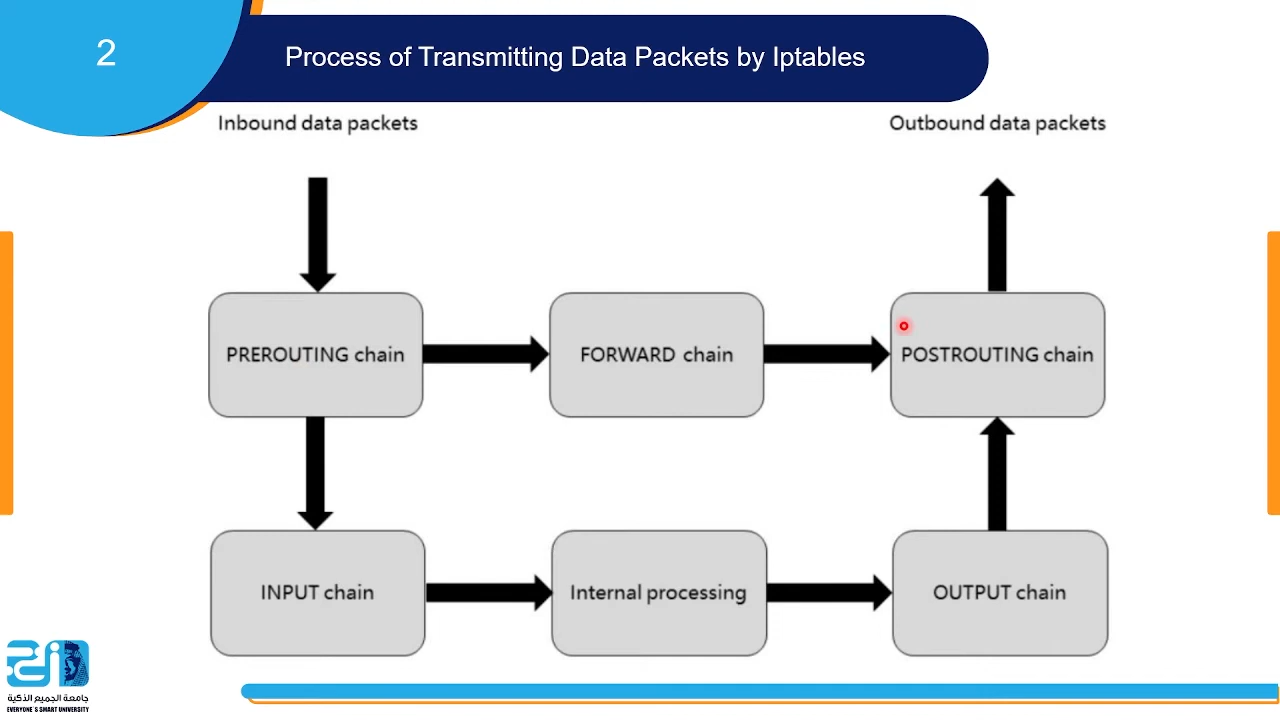 2
Process of Transmitting Data Packets by Iptables
Inbound data packets
Outbound data packets
PREROUTING chain
FORWARD chain
POSTROUTING chain
INPUT chain
Internal processing
OUTPUT chain
جامعة الجميع الذكية
EVERYONE'S SMART UNIVERSITY